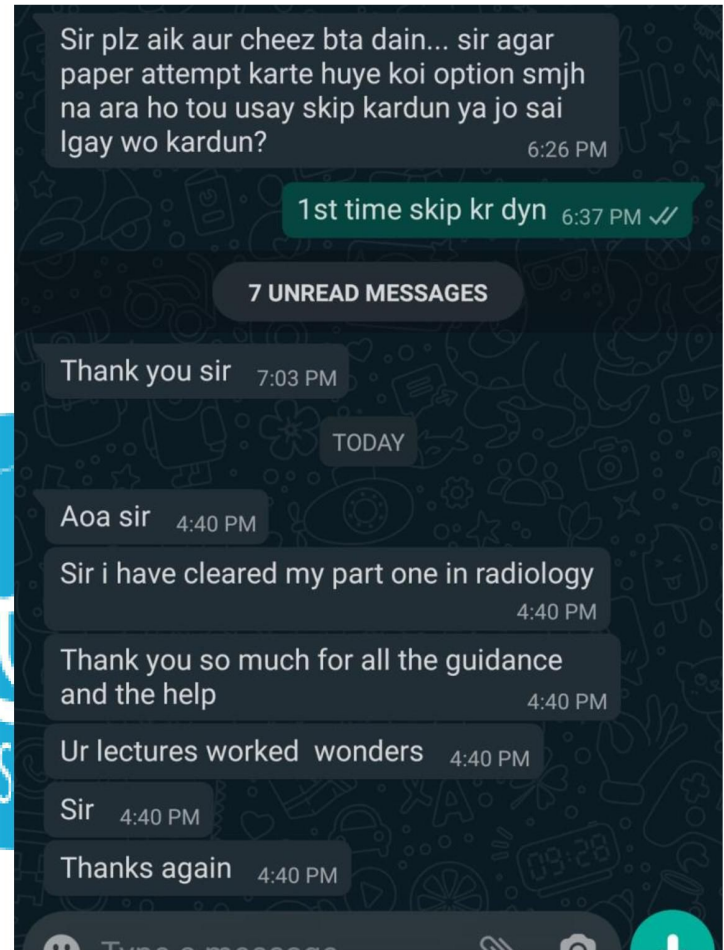 Sir plz aik aur cheez bta dain... sir agar
paper attempt karte huye koi option smjh
na ara ho tou usay skip kardun ya jo sai
lgay wo kardun?
6:26 PM
1st time skip kr dyn 6:37 PM
7 UNREAD MESSAGES
Thank you sir 7:03 PM
TODAY
Aoa sir 4:40 PM
Sir i have cleared my part one in radiology
4:40 PM
Thank you so much for all the guidance
and the help 4:40 PM
Ur lectures worked wonders 4:40 PM
Sir 4:40 PM
Thanks again 4:40 PM
Type a message